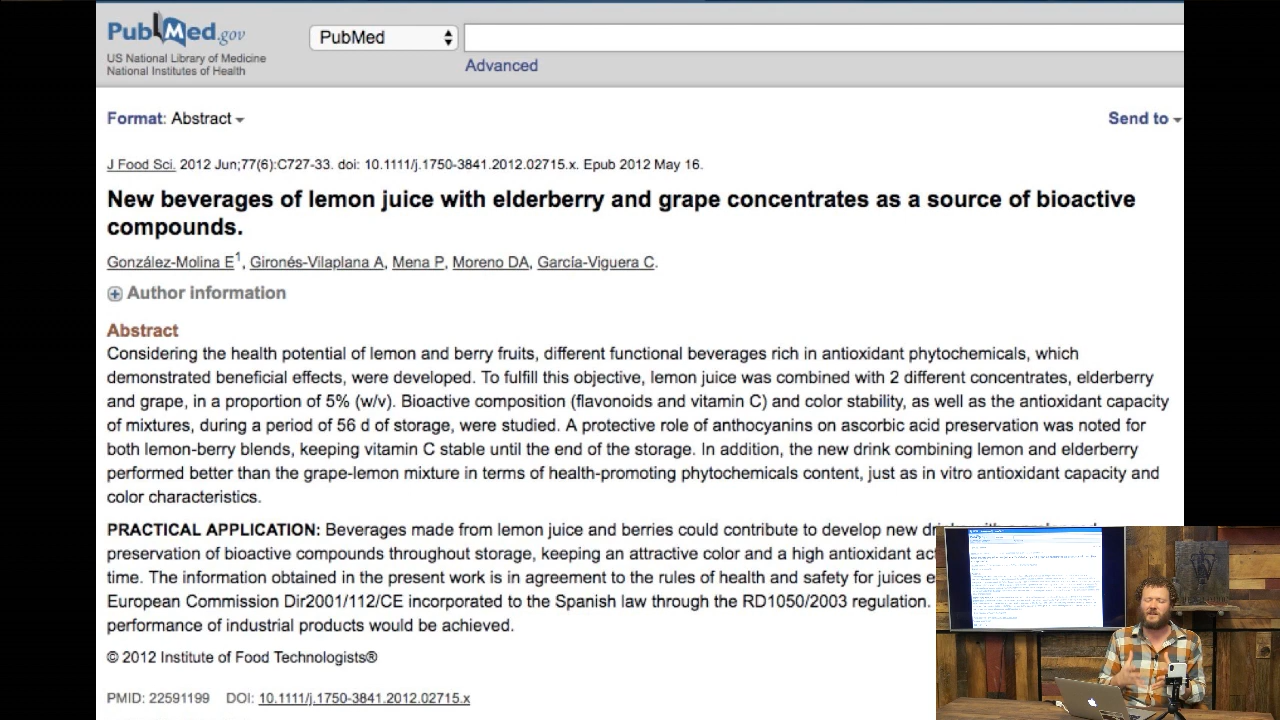 PubMed.gov
US National Library of Medicine
National Institutes of Health
PubMed
Advanced
Format: Abstract
Send to
J Food Sci. 2012 Jun;77(6):C727-33. doi: 10.1111/j.1750-3841.2012.02715.x. Epub 2012 May 16.
New beverages of lemon juice with elderberry and grape concentrates as a source of bioactive
compounds.
González-Molina E1, Gironés-Vilaplana A, Mena P, Moreno DA, García-Viguera C.
Author information
Abstract
Considering the health potential of lemon and berry fruits, different functional beverages rich in antioxidant phytochemicals, which
demonstrated beneficial effects, were developed. To fulfill this objective, lemon juice was combined with 2 different concentrates, elderberry
and grape, in a proportion of 5% (w/v). Bioactive composition (flavonoids and vitamin C) and color stability, as well as the antioxidant capacity
of mixtures, during a period of 56 d of storage, were studied. A protective role of anthocyanins on ascorbic acid preservation was noted for
both lemon-berry blends, keeping vitamin C stable until the end of the storage. In addition, the new drink combining lemon and elderberry
performed better than the grape-lemon mixture in terms of health-promoting phytochemicals content, just as in vitro antioxidant capacity and
color characteristics.
PRACTICAL APPLICATION: Beverages made from lemon juice and berries could contribute to develop new
preservation of bioactive compounds throughout storage, keeping an attractive color and a high antioxidant
time. The information obtained in the present work is in agreement to the rules of health and safety for juices
European Commission incorporated to the Spanish law through the RD1050/2003 regulation.
performance of industrial products would be achieved.
© 2012 Institute of Food Technologists®
PMID: 22591199 DOI: 10.1111/j.1750-3841.2012.02715.x